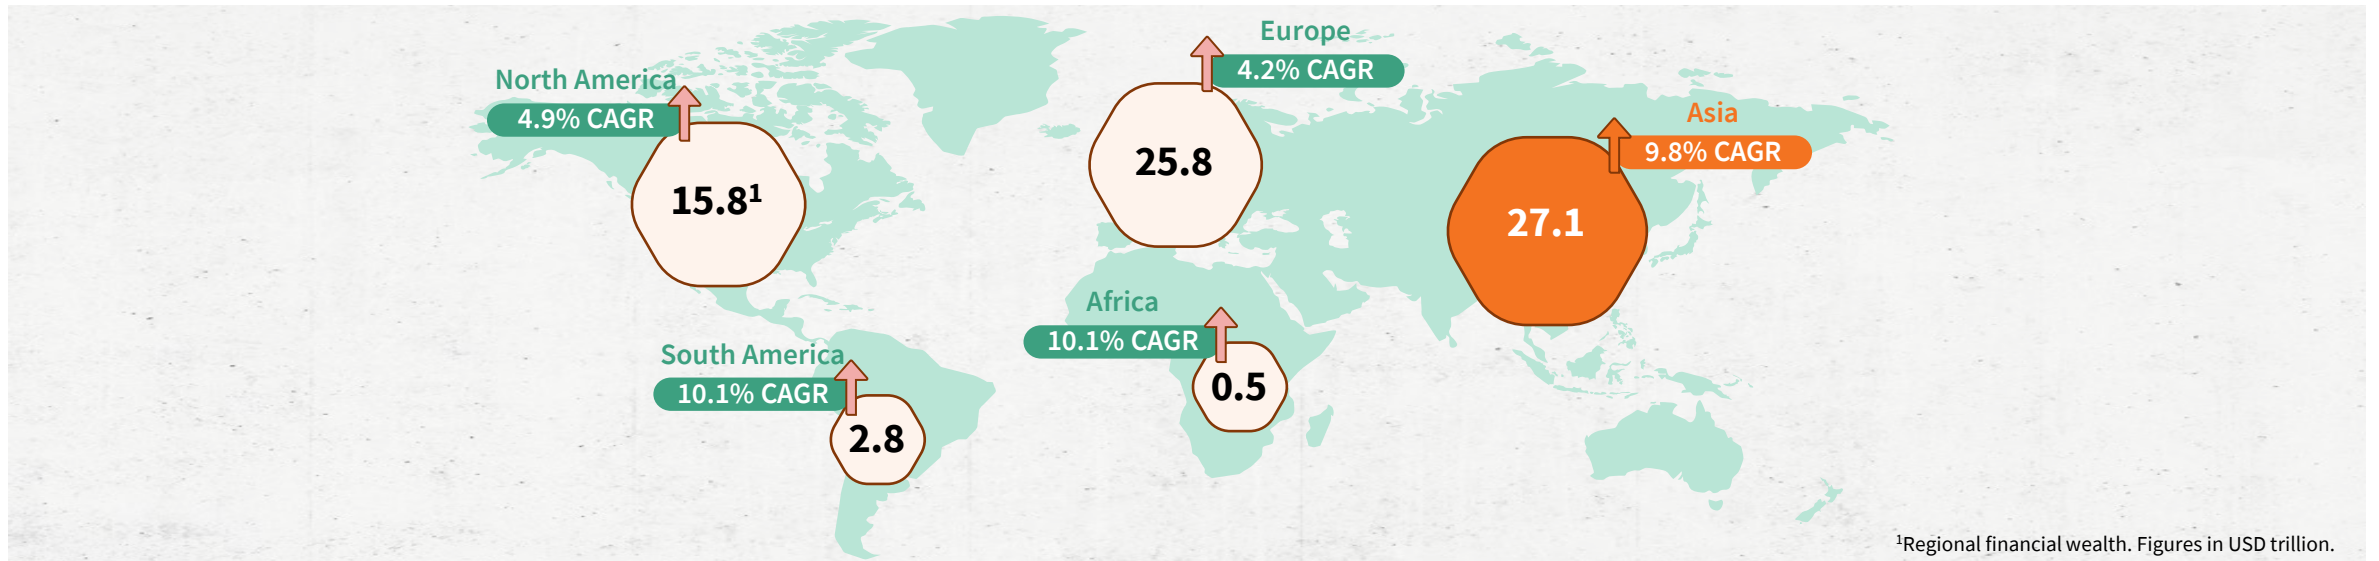 North America
4.9% CAGR
15.8¹
Europe
4.2% CAGR
25.8
Asia
9.8% CAGR
27.1
Africa
10.1% CAGR
0.5
South America
10.1% CAGR
2.8
¹Regional financial wealth. Figures in USD trillion.